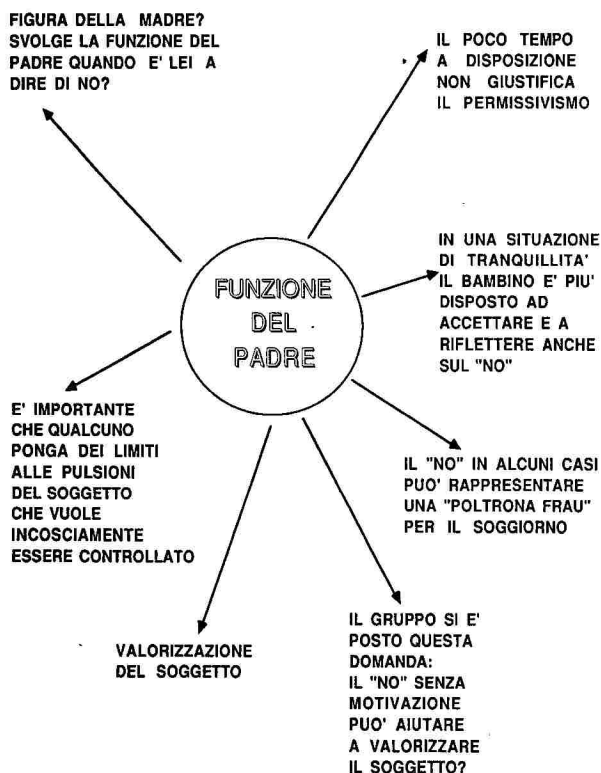 FIGURA DELLA MADRE?
SVOLGE LA FUNZIONE DEL
PADRE QUANDO E' LEI A
DIRE DI NO?
IL POCO TEMPO
A DISPOSIZIONE
NON GIUSTIFICA
IL PERMISSIVISMO
IN UNA SITUAZIONE
DI TRANQUILLITA'
IL BAMBINO E' PIU'
DISPOSTO AD
ACCETTARE E A
RIFLETTERE ANCHE
SUL "NO"
FUNZIONE
DEL
PADRE
E' IMPORTANTE
CHE QUALCUNO
PONGA DEI LIMITI
ALLE PULSIONI
DEL SOGGETTO
CHE VUOLE
INCOSCIAMENTE
ESSERE CONTROLLATO
IL "NO" IN ALCUNI CASI
PUO' RAPPRESENTARE
UNA "POLTRONA FRAU"
PER IL SOGGIORNO
VALORIZZAZIONE
DEL SOGGETTO
IL GRUPPO SI E'
POSTO QUESTA
DOMANDA:
IL "NO" SENZA
MOTIVAZIONE
PUO' AIUTARE
A VALORIZZARE
IL SOGGETTO?